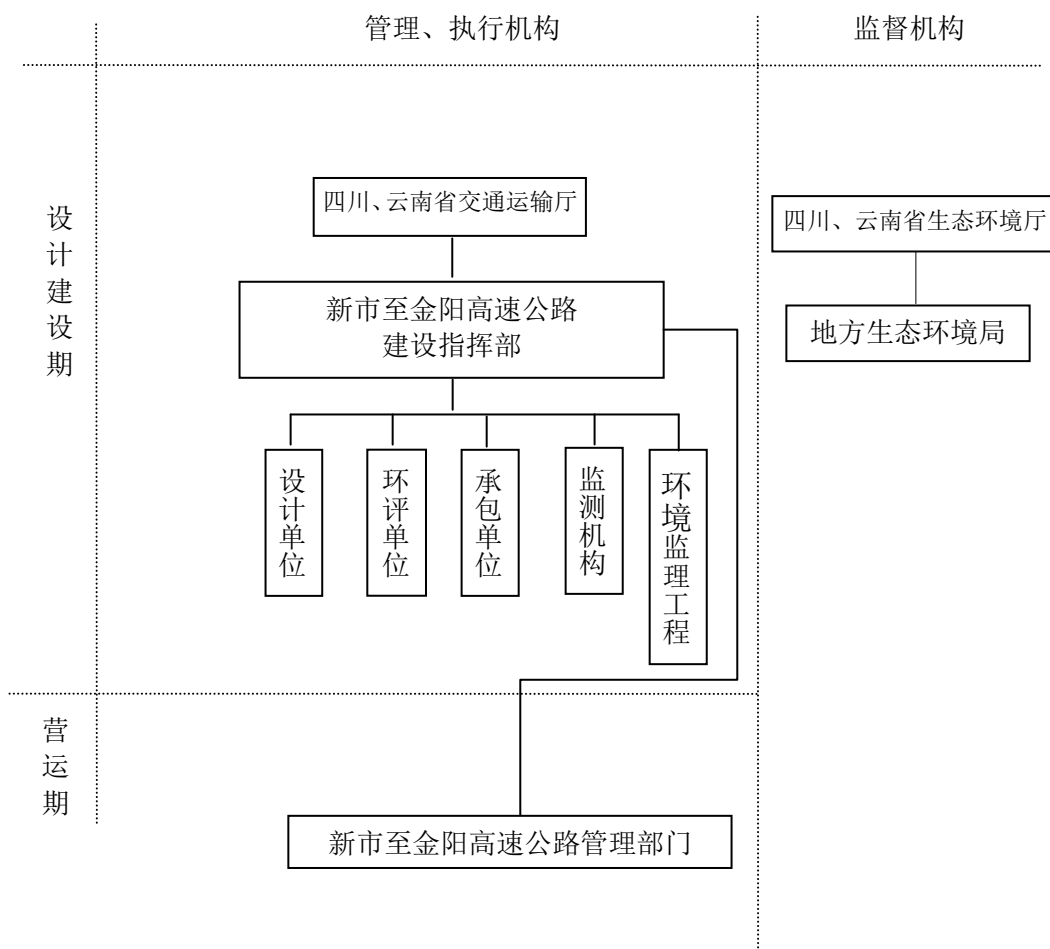 管理、执行机构
监督机构
设计建设期
四川、云南省交通运输厅
四川、云南省生态环境厅
新市至金阳高速公路
建设指挥部
地方生态环境局
设计单位
环评单位
承包单位
监测机构
环境监理工程
营运期
新市至金阳高速公路管理部门